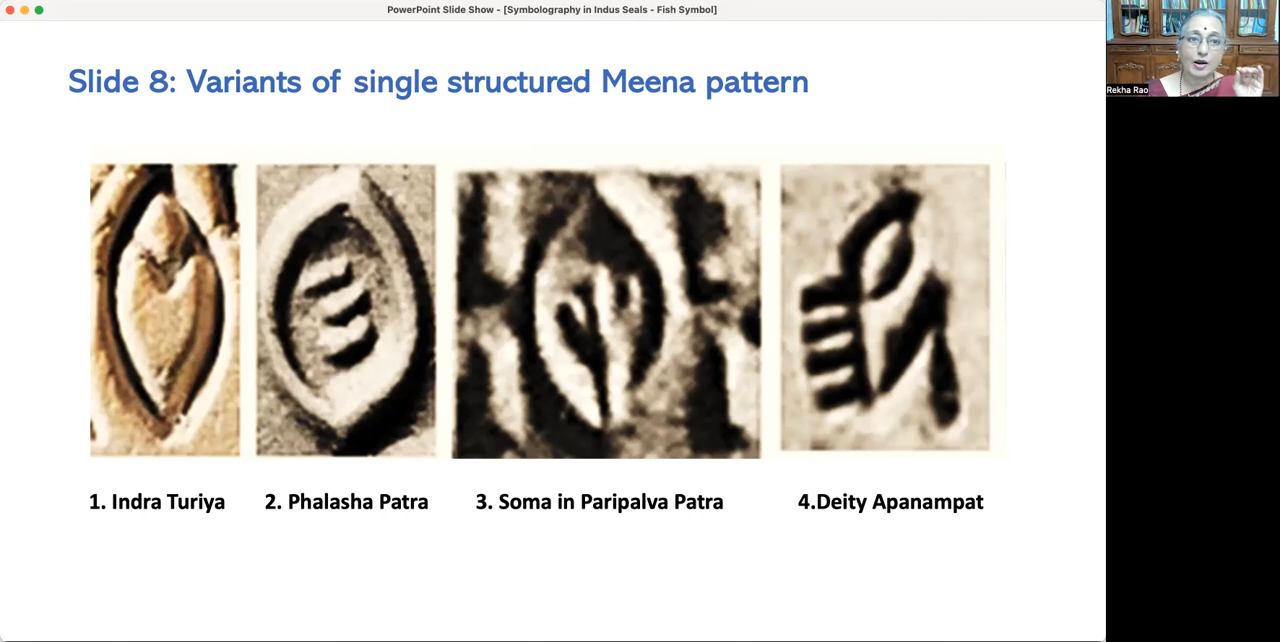 PowerPoint Slide Show - [Symbolography in Indus Seals - Fish Symbol]
Rekha Rao
Slide 8: Variants of single structured Meena pattern
1. Indra Turiya
2. Phalasha Patra
3. Soma in Paripalva Patra
4.Deity Apanampat